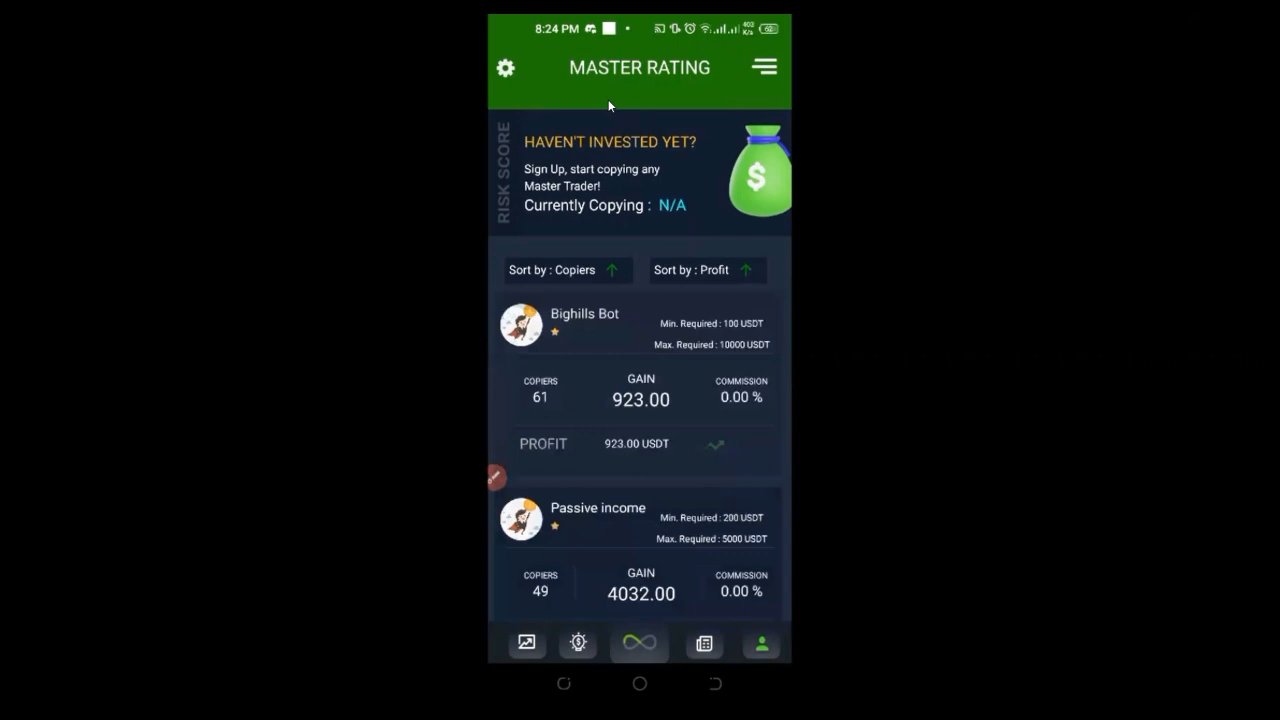 8:24 PM
402
K/s
MASTER RATING
RISK SCORE
HAVEN'T INVESTED YET?
Sign Up, start copying any
Master Trader!
Currently Copying : N/A
$
Sort by : Copiers
Sort by : Profit
Bighills Bot
Min. Required : 100 USDT
Max. Required : 10000 USDT
COPIERS
GAIN
COMMISSION
61
923.00
0.00 %
PROFIT
923.00 USDT
Passive income
Min. Required : 200 USDT
Max. Required : 5000 USDT
COPIERS
GAIN
COMMISSION
49
4032.00
0.00 %